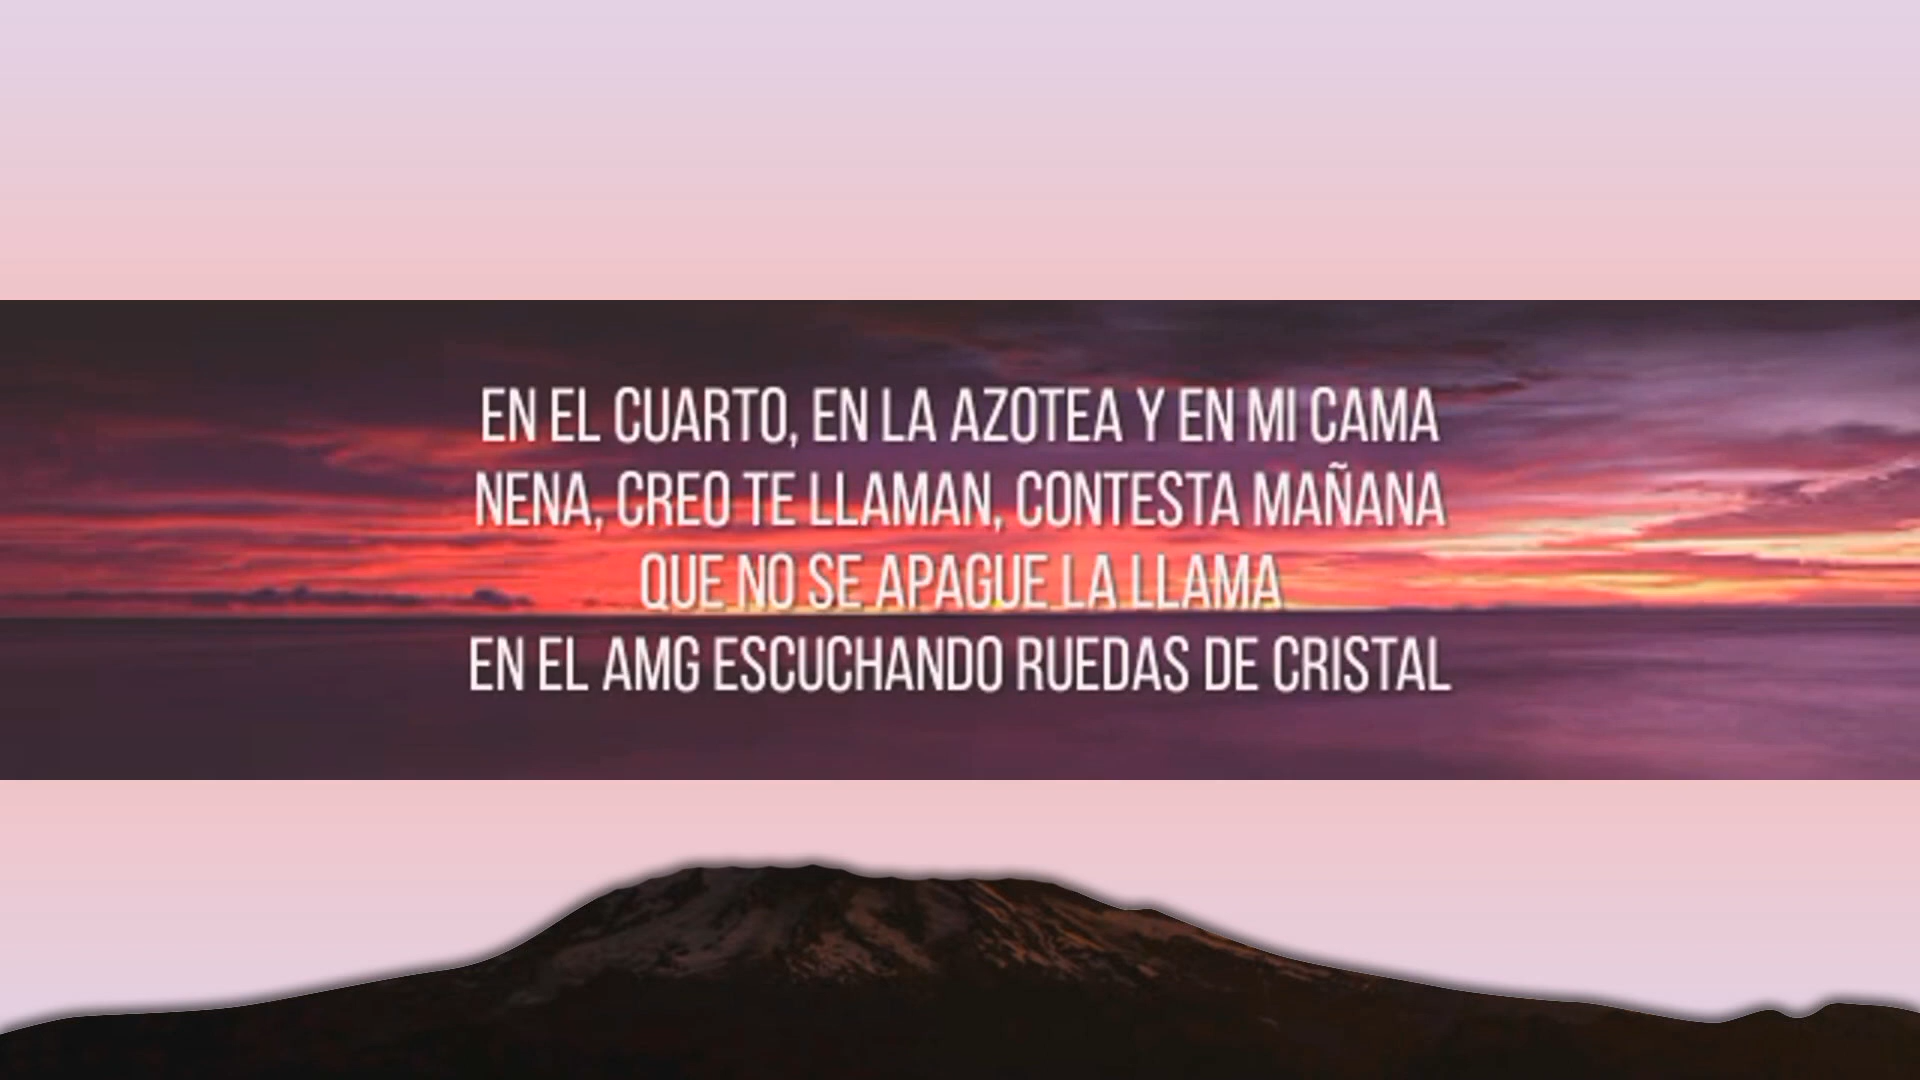 EN EL CUARTO, EN LA AZOTEA Y EN MI CAMA
NENA, CREO TE LLAMAN, CONTESTA MAÑANA
QUE NO SE APAGUE LA LLAMA
EN EL AMG ESCUCHANDO RUEDAS DE CRISTAL